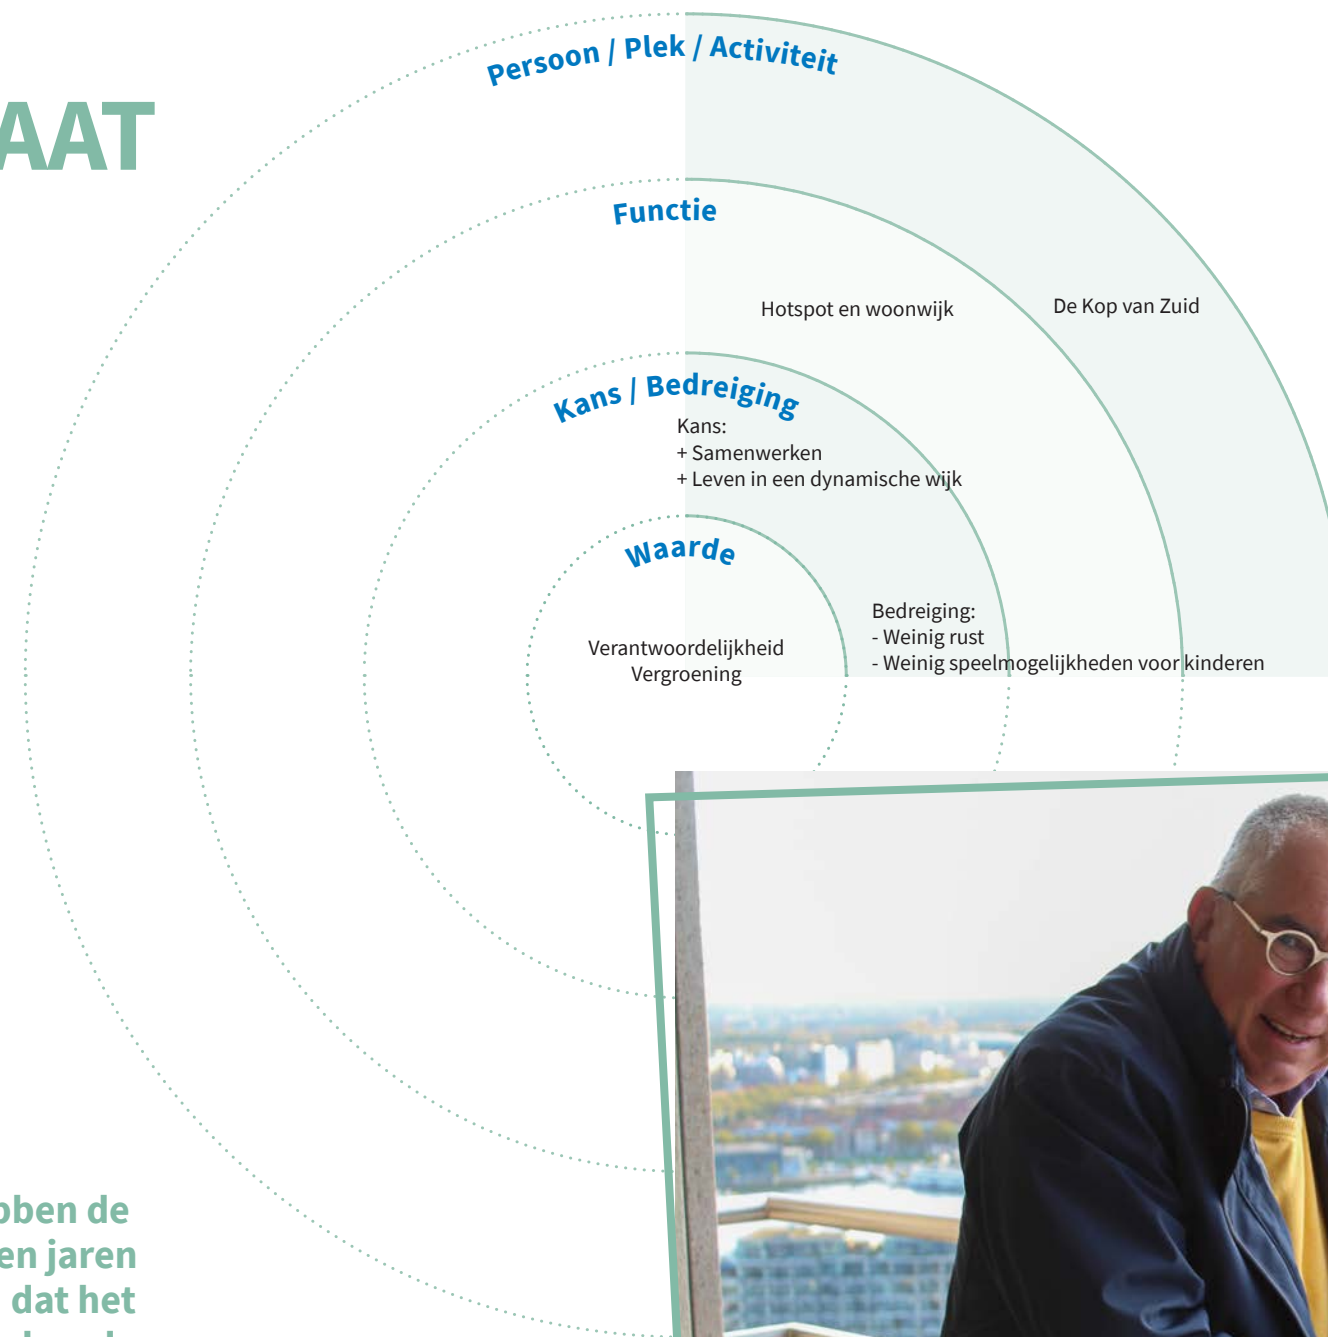 AAT
Persoon / Plek / Activiteit
Functie
Hotspot en woonwijk
De Kop van Zuid
Kans / Bedreiging
Kans:
+ Samenwerken
+ Leven in een dynamische wijk
Waarde
Verantwoordelijkheid
Vergroening
Bedreiging:
- Weinig rust
- Weinig speelmogelijkheden voor kinderen
bben de
en jaren
dat het